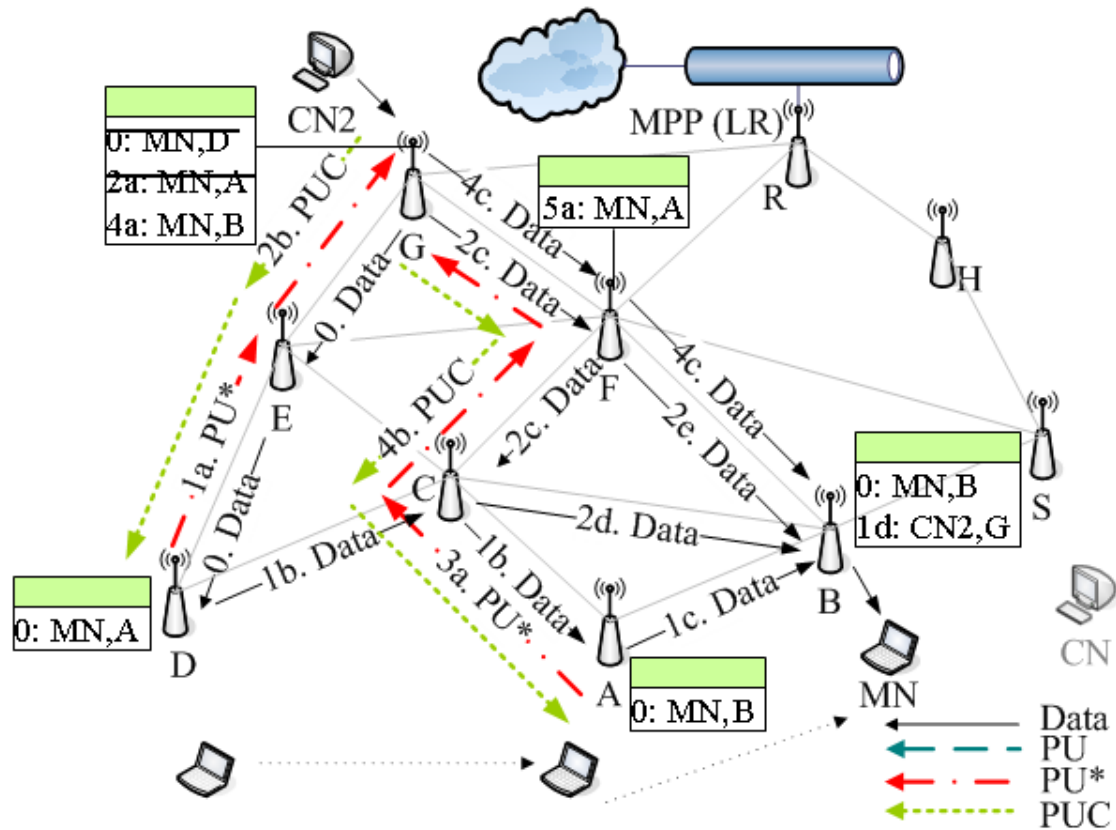 CN2
MPP (LR)
0: MN,D
2a: MN,A
4a: MN,B
5a: MN,A
R
2b. PUC
4c. Data
2c. Data
G
H
0. Data
F
4c. Data
1a. PU*
E
4b. PUC
2c. Data
2e. Data
0. Data
C
S
0: MN,B
1d: CN2,G
2d. Data
1b. Data
1b. Data
3a. PU*
B
CN
0: MN,A
D
1c. Data
A
0: MN,B
MN
Data
PU
PU*
PUC